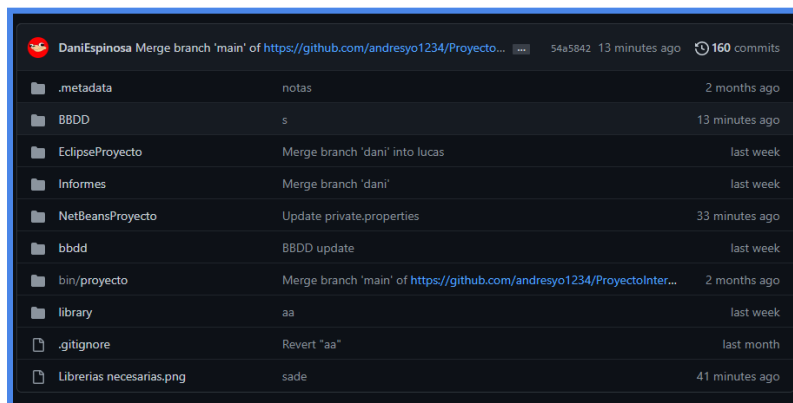 DaniEspinosa Merge branch 'main' of https://github.com/andresyo1234/Proyecto... ... 54a5842 13 minutes ago 160 commits
.metadata notas 2 months ago
BBDD s 13 minutes ago
EclipseProyecto Merge branch 'dani' into lucas last week
Informes Merge branch 'dani' last week
NetBeansProyecto Update private.properties 33 minutes ago
bbdd BBDD update last week
bin/proyecto Merge branch 'main' of https://github.com/andresyo1234/ProyectoInter... 2 months ago
library aa last week
.gitignore Revert "aa" last month
Librerias necesarias.png sade 41 minutes ago